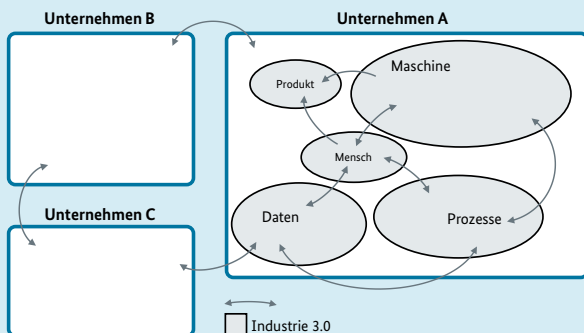 Unternehmen B
Unternehmen A
Maschine
Produkt
Mensch
Unternehmen C
Daten
Prozesse
Industrie 3.0